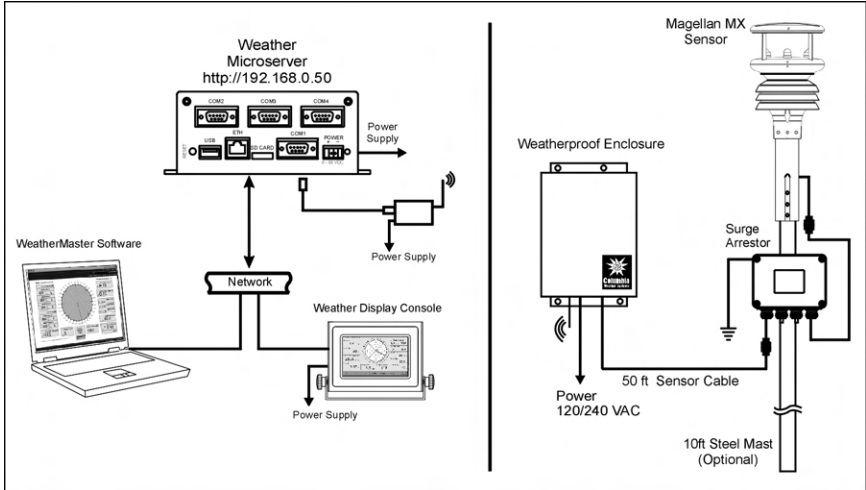 Weather
Microserver
http://192.168.0.50
COM2
COM3
COM4
USB
ETH
SD CARD
COM1
POWER
RESET
Power
Supply
Power Supply
WeatherMaster Software
Network
Weather Display Console
Power Supply
Magellan MX
Sensor
Weatherproof Enclosure
Surge
Arrestor
Columbia
50 ft Sensor Cable
Power
120/240 VAC
10ft Steel Mast
(Optional)